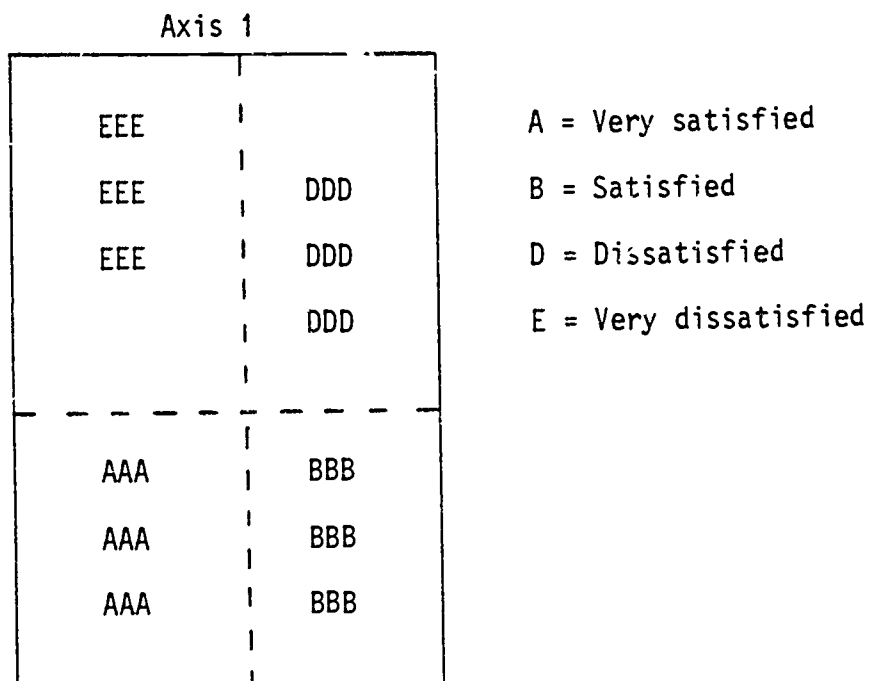 Axis 1
EEE
EEE DDD
EEE DDD
DDD
AAA BBB
AAA BBB
AAA BBB
A = Very satisfied
B = Satisfied
D = Dissatisfied
E = Very dissatisfied